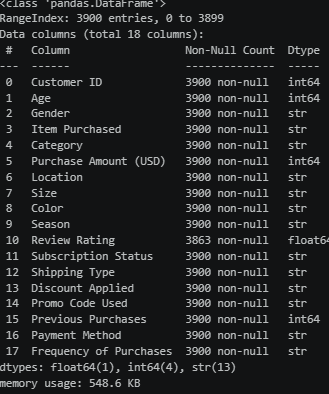 <class 'pandas.DataFrame'>
RangeIndex: 3900 entries, 0 to 3899
Data columns (total 18 columns):
 #   Column                  Non-Null Count  Dtype
---  ------                  --------------  -----
 0   Customer ID             3900 non-null   int64
 1   Age                     3900 non-null   int64
 2   Gender                  3900 non-null   str
 3   Item Purchased          3900 non-null   str
 4   Category                3900 non-null   str
 5   Purchase Amount (USD)   3900 non-null   int64
 6   Location                3900 non-null   str
 7   Size                    3900 non-null   str
 8   Color                   3900 non-null   str
 9   Season                  3900 non-null   str
 10  Review Rating           3863 non-null   float64
 11  Subscription Status     3900 non-null   str
 12  Shipping Type           3900 non-null   str
 13  Discount Applied        3900 non-null   str
 14  Promo Code Used         3900 non-null   str
 15  Previous Purchases      3900 non-null   int64
 16  Payment Method          3900 non-null   str
 17  Frequency of Purchases  3900 non-null   str
dtypes: float64(1), int64(4), str(13)
memory usage: 548.6 KB